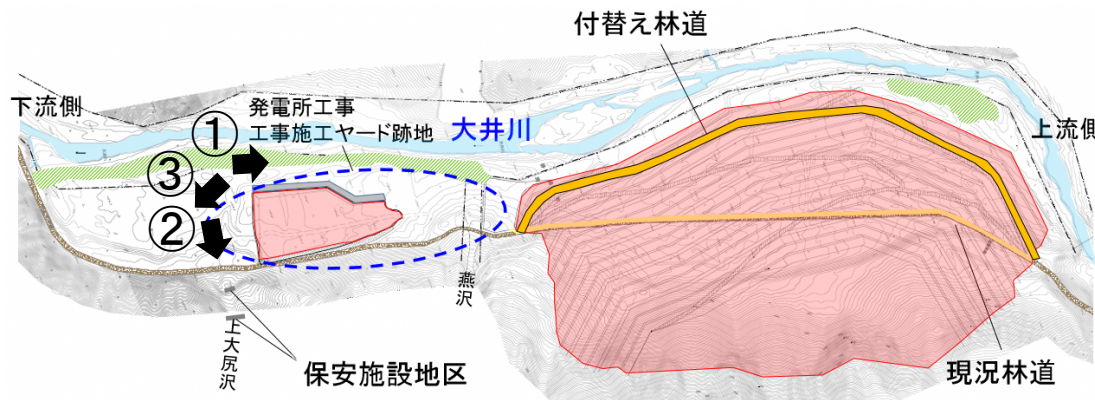 付替え林道
下流側
発電所工事
工事施工ヤード跡地
大井川
上流側
①
③
②
燕沢
上大尻沢
保安施設地区
現況林道